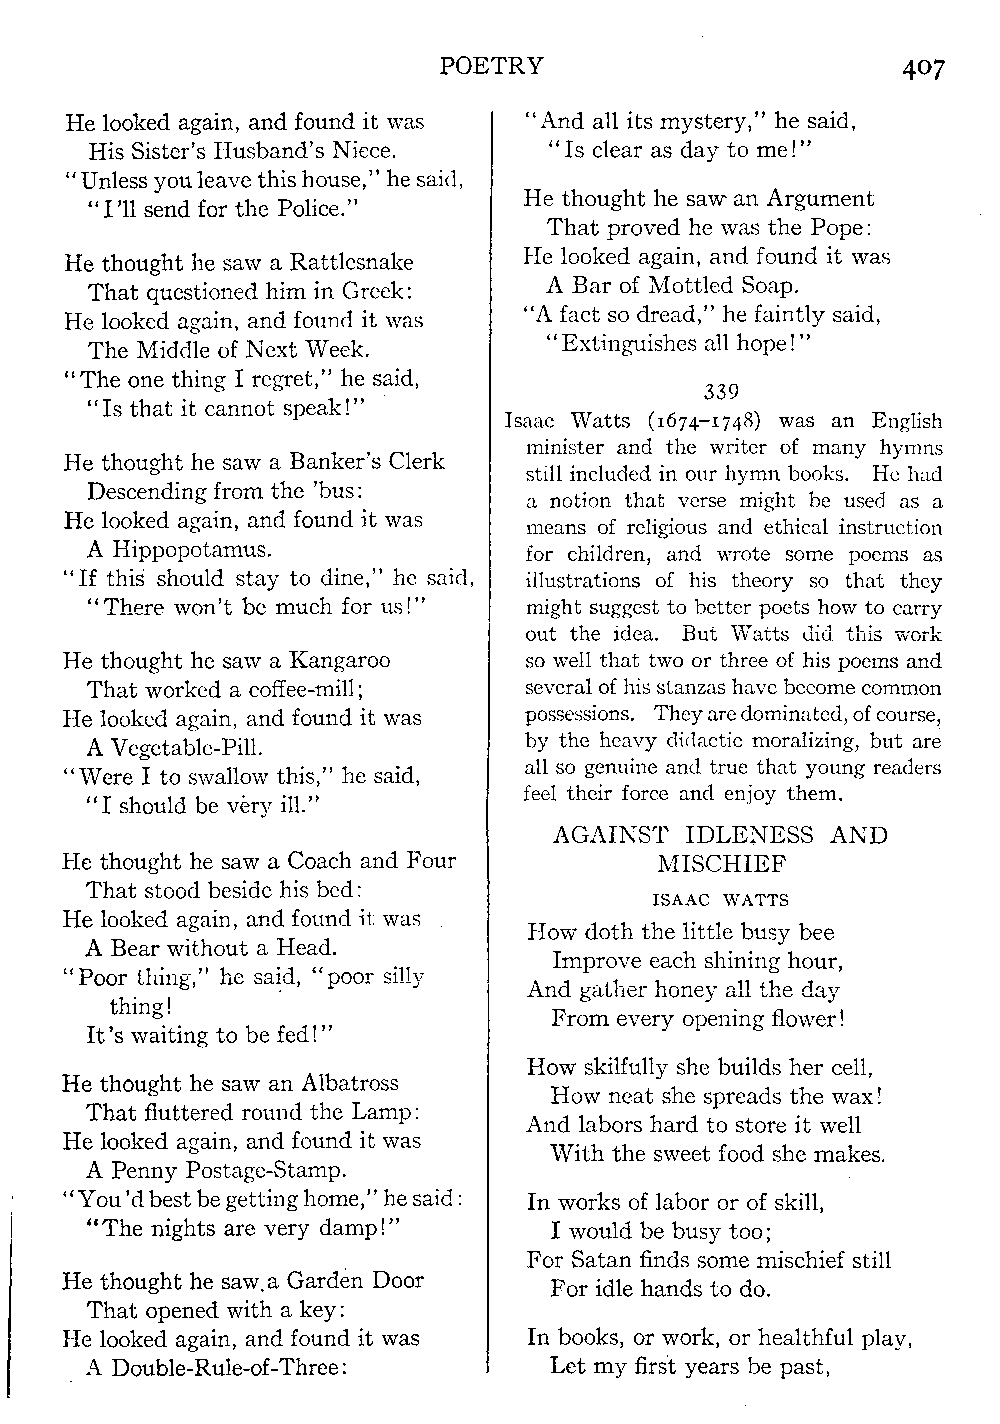 POETRY 407
He looked again, and found it was
His Sister's Husband's Niece.
"Unless you leave this house," he said,
"I'll send for the Police."
He thought he saw a Rattlesnake
That questioned him in Greek:
He looked again, and found it was
The Middle of Next Week.
"The one thing I regret," he said,
"Is that it cannot speak!"
He thought he saw a Banker's Clerk
Descending from the 'bus:
He looked again, and found it was
A Hippopotamus.
"If this should stay to dine," he said,
"There won't be much for us!"
He thought he saw a Kangaroo
That worked a coffee-mill;
He looked again, and found it was
A Vegetable-Pill.
"Were I to swallow this," he said,
"I should be very ill."
He thought he saw a Coach and Four
That stood beside his bed:
He looked again, and found it was
A Bear without a Head.
"Poor thing," he said, "poor silly
thing!
It's waiting to be fed!"
He thought he saw an Albatross
That fluttered round the Lamp:
He looked again, and found it was
A Penny Postage-Stamp.
"You'd best be getting home," he said:
"The nights are very damp!"
He thought he saw a Garden Door
That opened with a key:
He looked again, and found it was
A Double-Rule-of-Three:
"And all its mystery," he said,
"Is clear as day to me!"
He thought he saw an Argument
That proved he was the Pope:
He looked again, and found it was
A Bar of Mottled Soap.
"A fact so dread," he faintly said,
"Extinguishes all hope!"
339
Isaac Watts (1674–1748) was an English
minister and the writer of many hymns
still included in our hymn books. He had
a notion that verse might be used as a
means of religious and ethical instruction
for children, and wrote some poems as
illustrations of his theory so that they
might suggest to better poets how to carry
out the idea. But Watts did this work
so well that two or three of his poems and
several of his stanzas have become common
possessions. They are dominated, of course,
by the heavy didactic moralizing, but are
all so genuine and true that young readers
feel their force and enjoy them.
AGAINST IDLENESS AND
MISCHIEF
ISAAC WATTS
How doth the little busy bee
Improve each shining hour,
And gather honey all the day
From every opening flower!
How skilfully she builds her cell,
How neat she spreads the wax!
And labors hard to store it well
With the sweet food she makes.
In works of labor or of skill,
I would be busy too;
For Satan finds some mischief still
For idle hands to do.
In books, or work, or healthful play,
Let my first years be past,